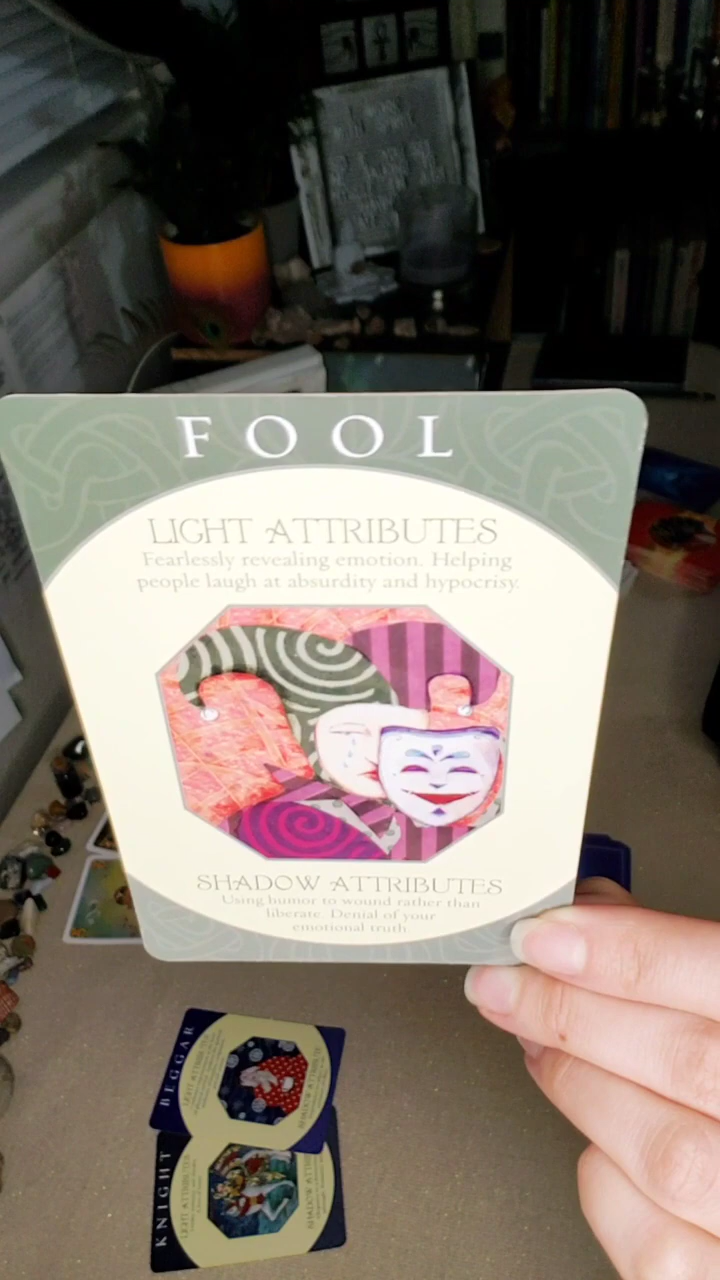 FOOL
LIGHT ATTRIBUTES
Fearlessly revealing emotion. Helping
people laugh at absurdity and hypocrisy.
SHADOW ATTRIBUTES
Using humor to wound rather than
liberate. Denial of your
emotional truth.
BEGGAR
LIGHT ATTRIBUTES
SHADOW ATTRIBUTES
KNIGHT
LIGHT ATTRIBUTES
SHADOW ATTRIBUTES